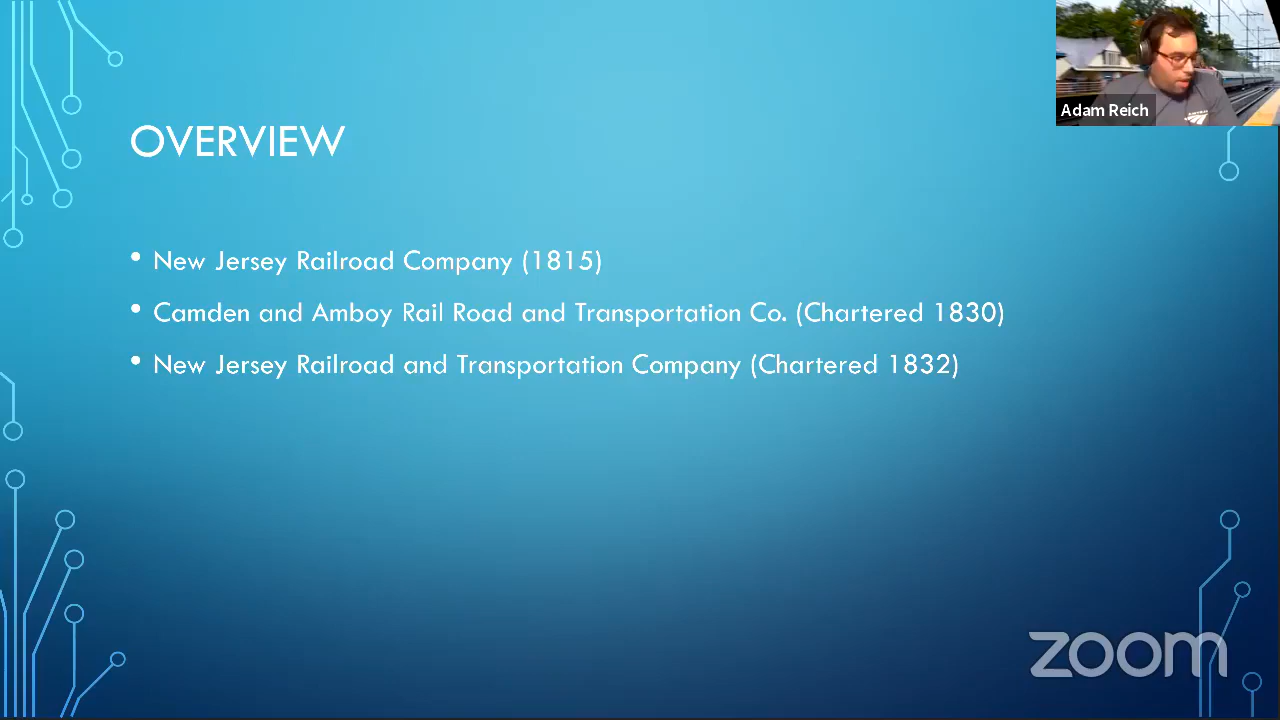 Adam Reich
OVERVIEW
• New Jersey Railroad Company (1815)
• Camden and Amboy Rail Road and Transportation Co. (Chartered 1830)
• New Jersey Railroad and Transportation Company (Chartered 1832)
zoom